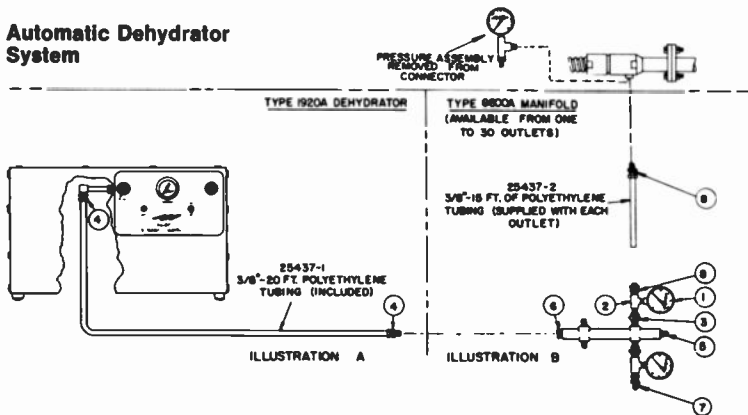 Automatic Dehydrator
System
PRESSURE ASSEMBLY
REMOVED FROM
CONNECTOR
TYPE 1920A DEHYDRATOR
TYPE 6600A MANIFOLD
(AVAILABLE FROM ONE
TO 30 OUTLETS)
25437-2
3/8"-15 FT. OF POLYETHYLENE
TUBING (SUPPLIED WITH EACH
OUTLET)
8
4
25437-1
3/8"-20 FT. POLYETHYLENE
TUBING (INCLUDED)
4
6
8
2
1
3
5
7
ILLUSTRATION A
ILLUSTRATION B